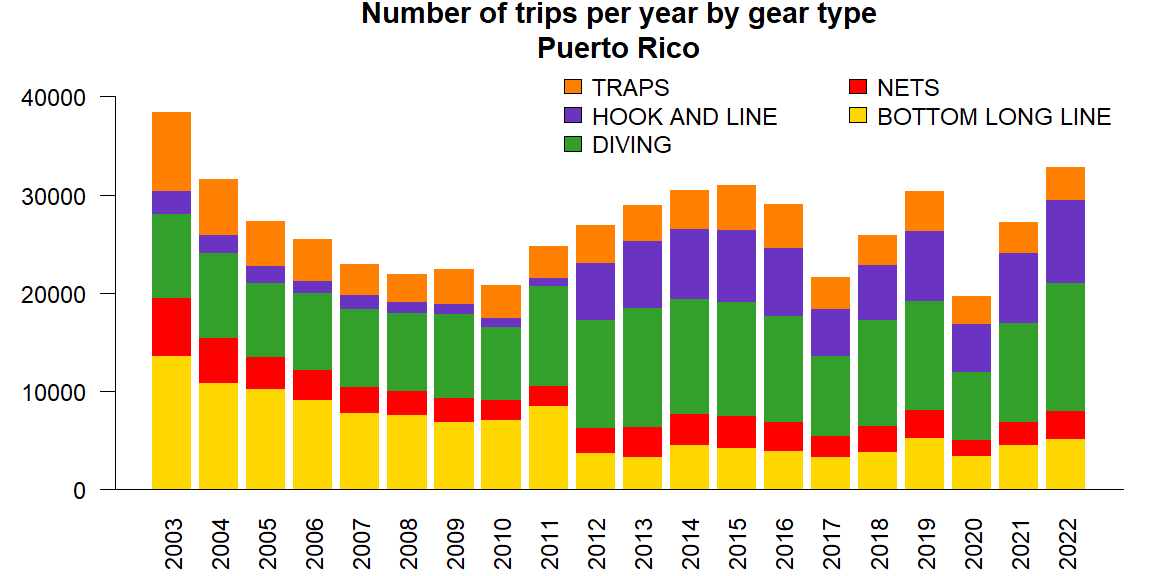 Number of trips per year by gear type
Puerto Rico
TRAPS NETS
HOOK AND LINE BOTTOM LONG LINE
DIVING
40000
30000
20000
10000
0
2003 2004 2005 2006 2007 2008 2009 2010 2011 2012 2013 2014 2015 2016 2017 2018 2019 2020 2021 2022